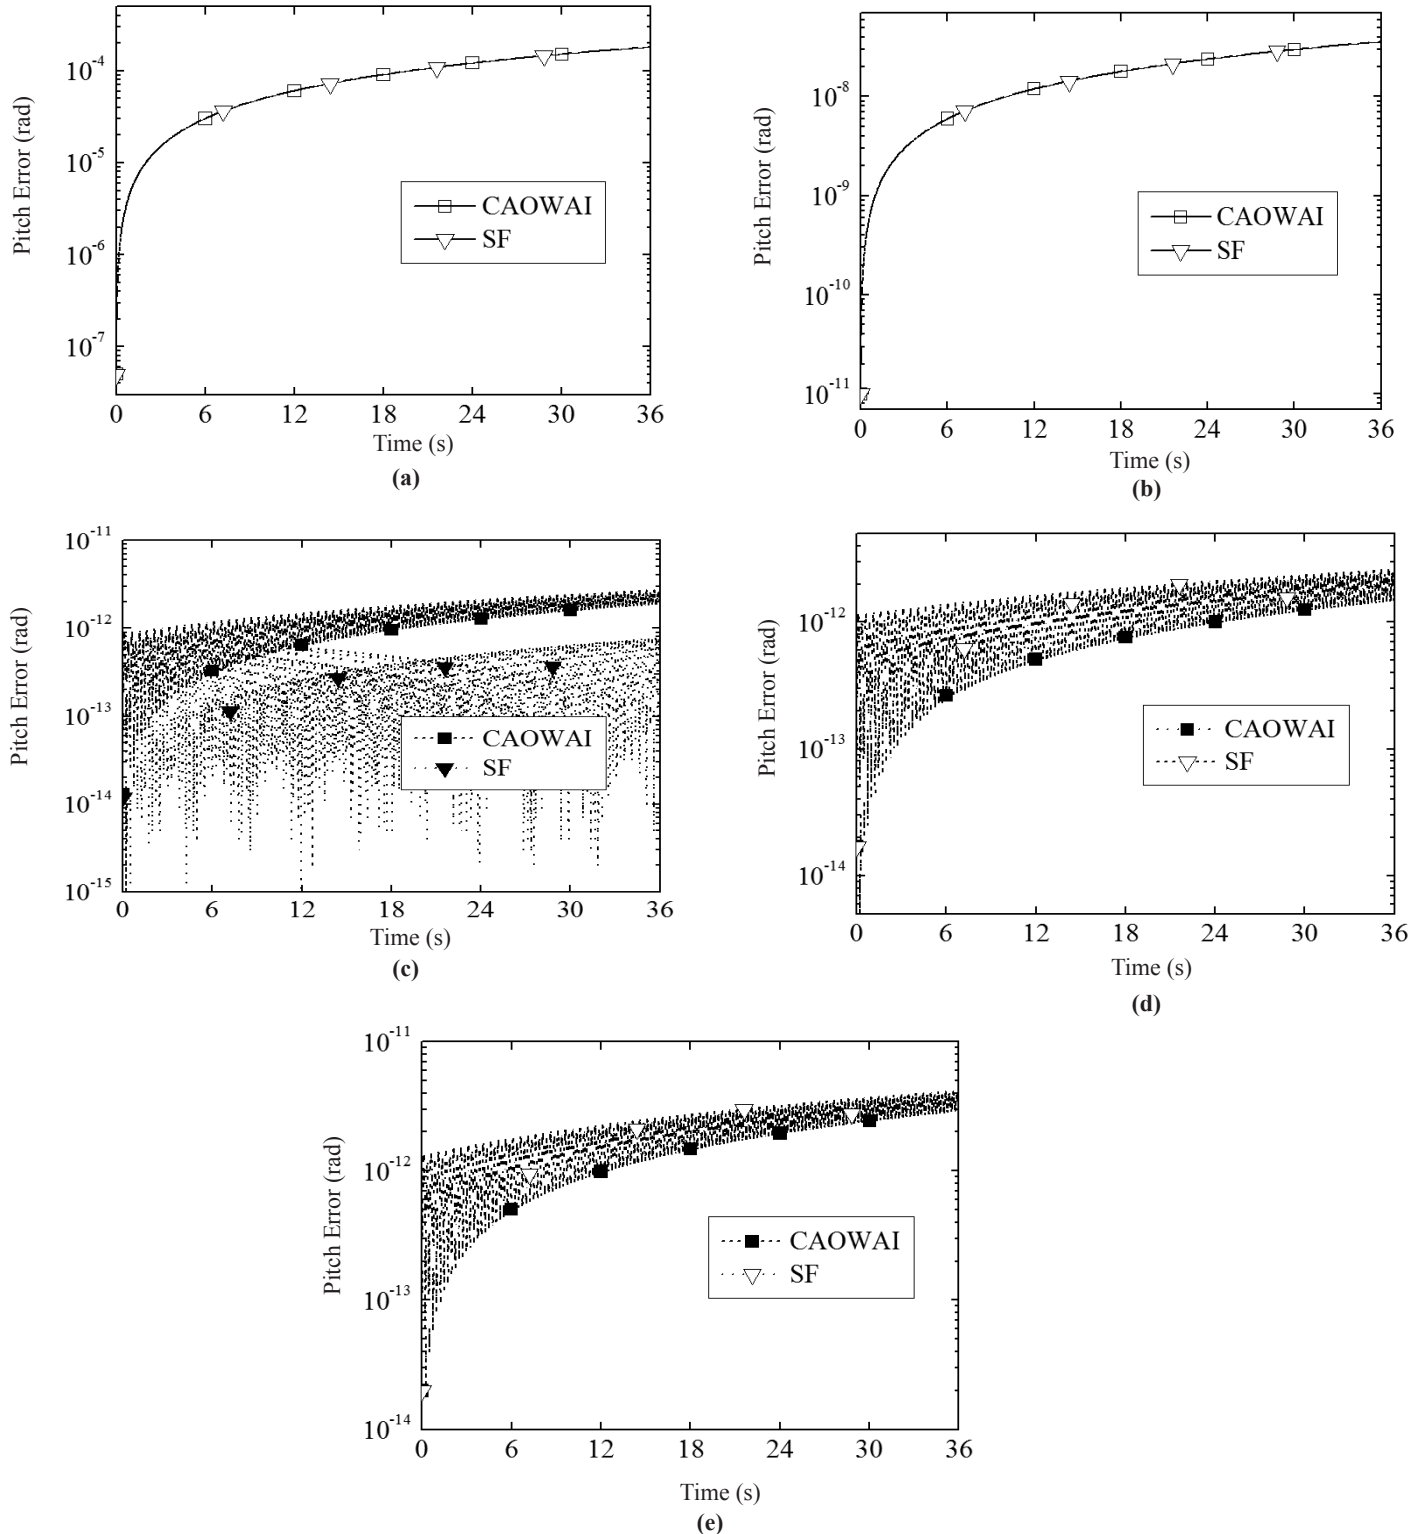 Pitch Error (rad)
10-4
10-5
10-6
10-7
CAOWAI
SF
0 6 12 18 24 30 36
Time (s)
(a)
Pitch Error (rad)
10-8
10-9
10-10
10-11
CAOWAI
SF
0 6 12 18 24 30 36
Time (s)
(b)
Pitch Error (rad)
10-11
10-12
10-13
10-14
10-15
CAOWAI
SF
0 6 12 18 24 30 36
Time (s)
(c)
Pitch Error (rad)
10-12
10-13
10-14
CAOWAI
SF
0 6 12 18 24 30 36
Time (s)
(d)
Pitch Error (rad)
10-11
10-12
10-13
10-14
CAOWAI
SF
0 6 12 18 24 30 36
Time (s)
(e)